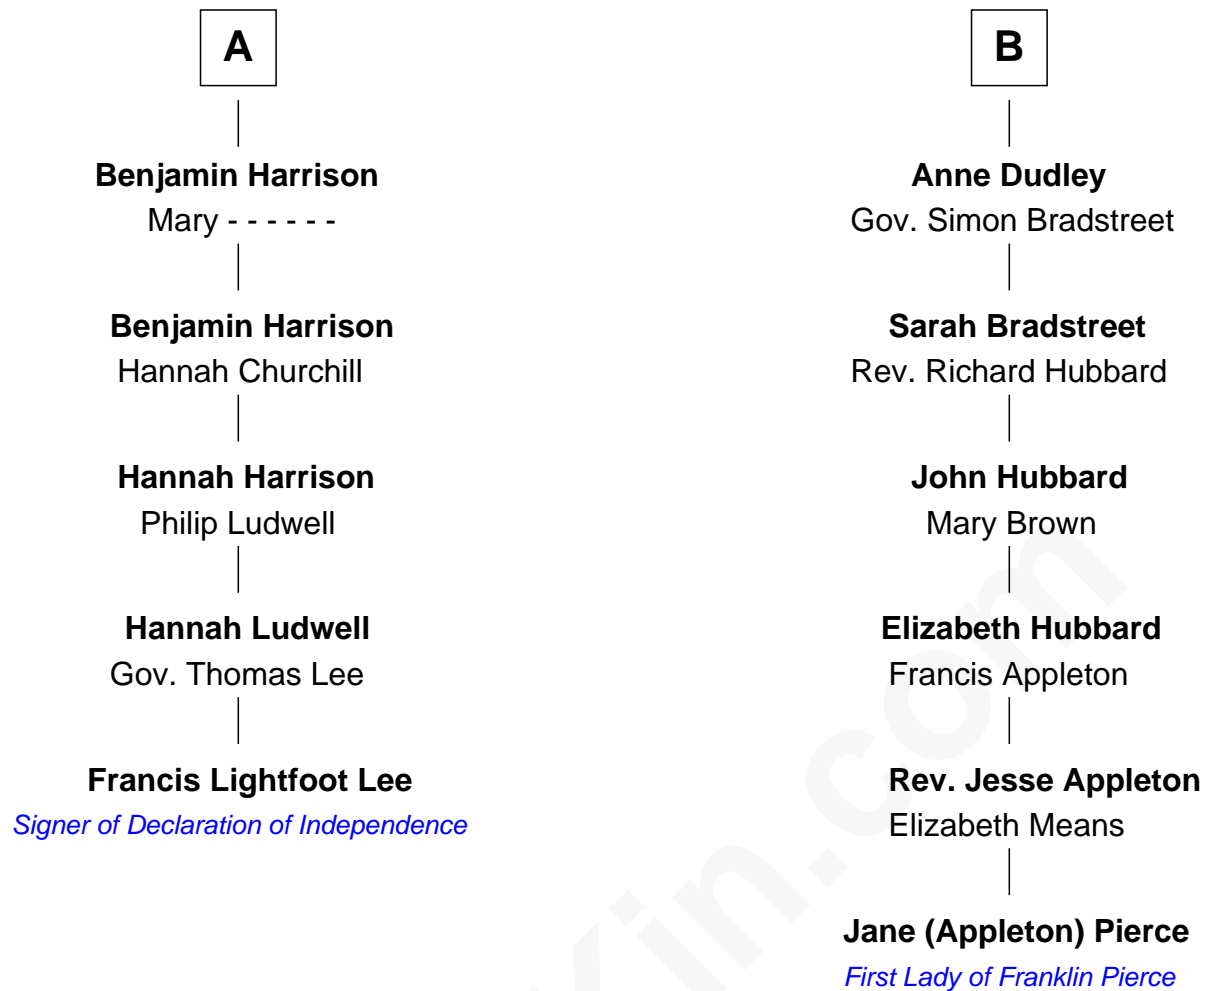 A
Benjamin Harrison
Mary - - - - - -
Benjamin Harrison
Hannah Churchill
Hannah Harrison
Philip Ludwell
Hannah Ludwell
Gov. Thomas Lee
Francis Lightfoot Lee
Signer of Declaration of Independence
B
Anne Dudley
Gov. Simon Bradstreet
Sarah Bradstreet
Rev. Richard Hubbard
John Hubbard
Mary Brown
Elizabeth Hubbard
Francis Appleton
Rev. Jesse Appleton
Elizabeth Means
Jane (Appleton) Pierce
First Lady of Franklin Pierce
Kin.com